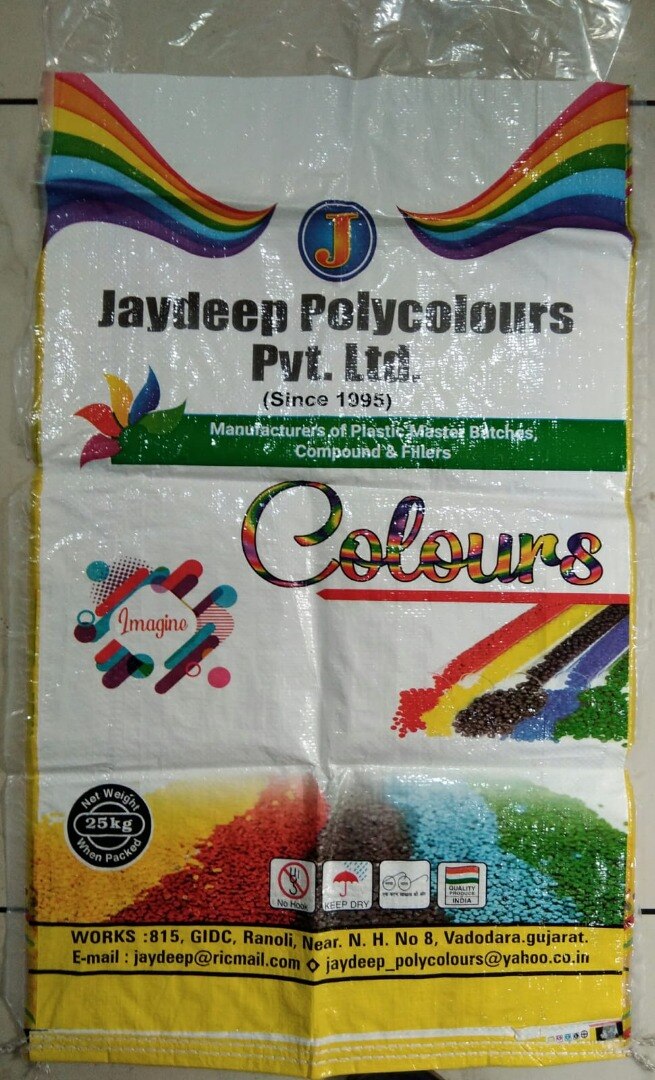 J
Jaydeep Polycolours
Pvt. Ltd.
(Since 1995)
Manufacturers of Plastic Master Batches,
Compound & Fillers
Colours
Imagine
Net Weight
25kg
When Packed
No Hook
KEEP DRY
QUALITY
PRODUCE
INDIA
WORKS :815, GIDC, Ranoli, Near. N. H. No 8, Vadodara.gujarat.
E-mail : jaydeep@ricmail.com ◇ jaydeep_polycolours@yahoo.co.in